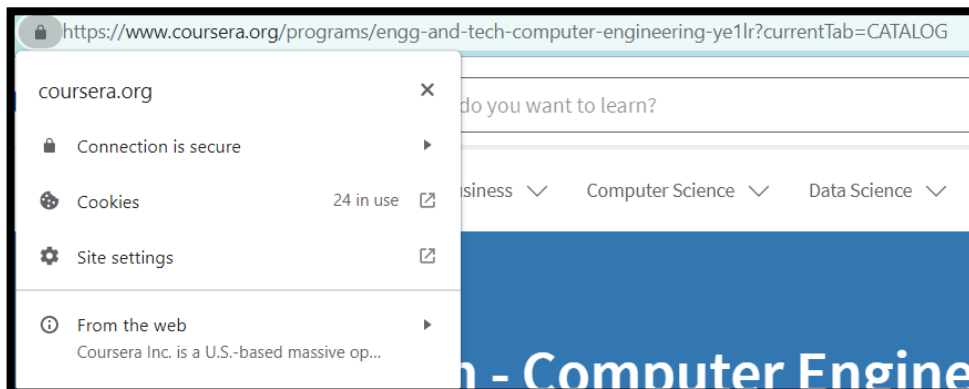 https://www.coursera.org/programs/engg-and-tech-computer-engineering-ye1lr?currentTab=CATALOG
coursera.org
do you want to learn?
Connection is secure
Cookies 24 in use
Computer Science Data Science
Site settings
From the web
Coursera Inc. is a U.S.-based massive op...
- Computer Engine